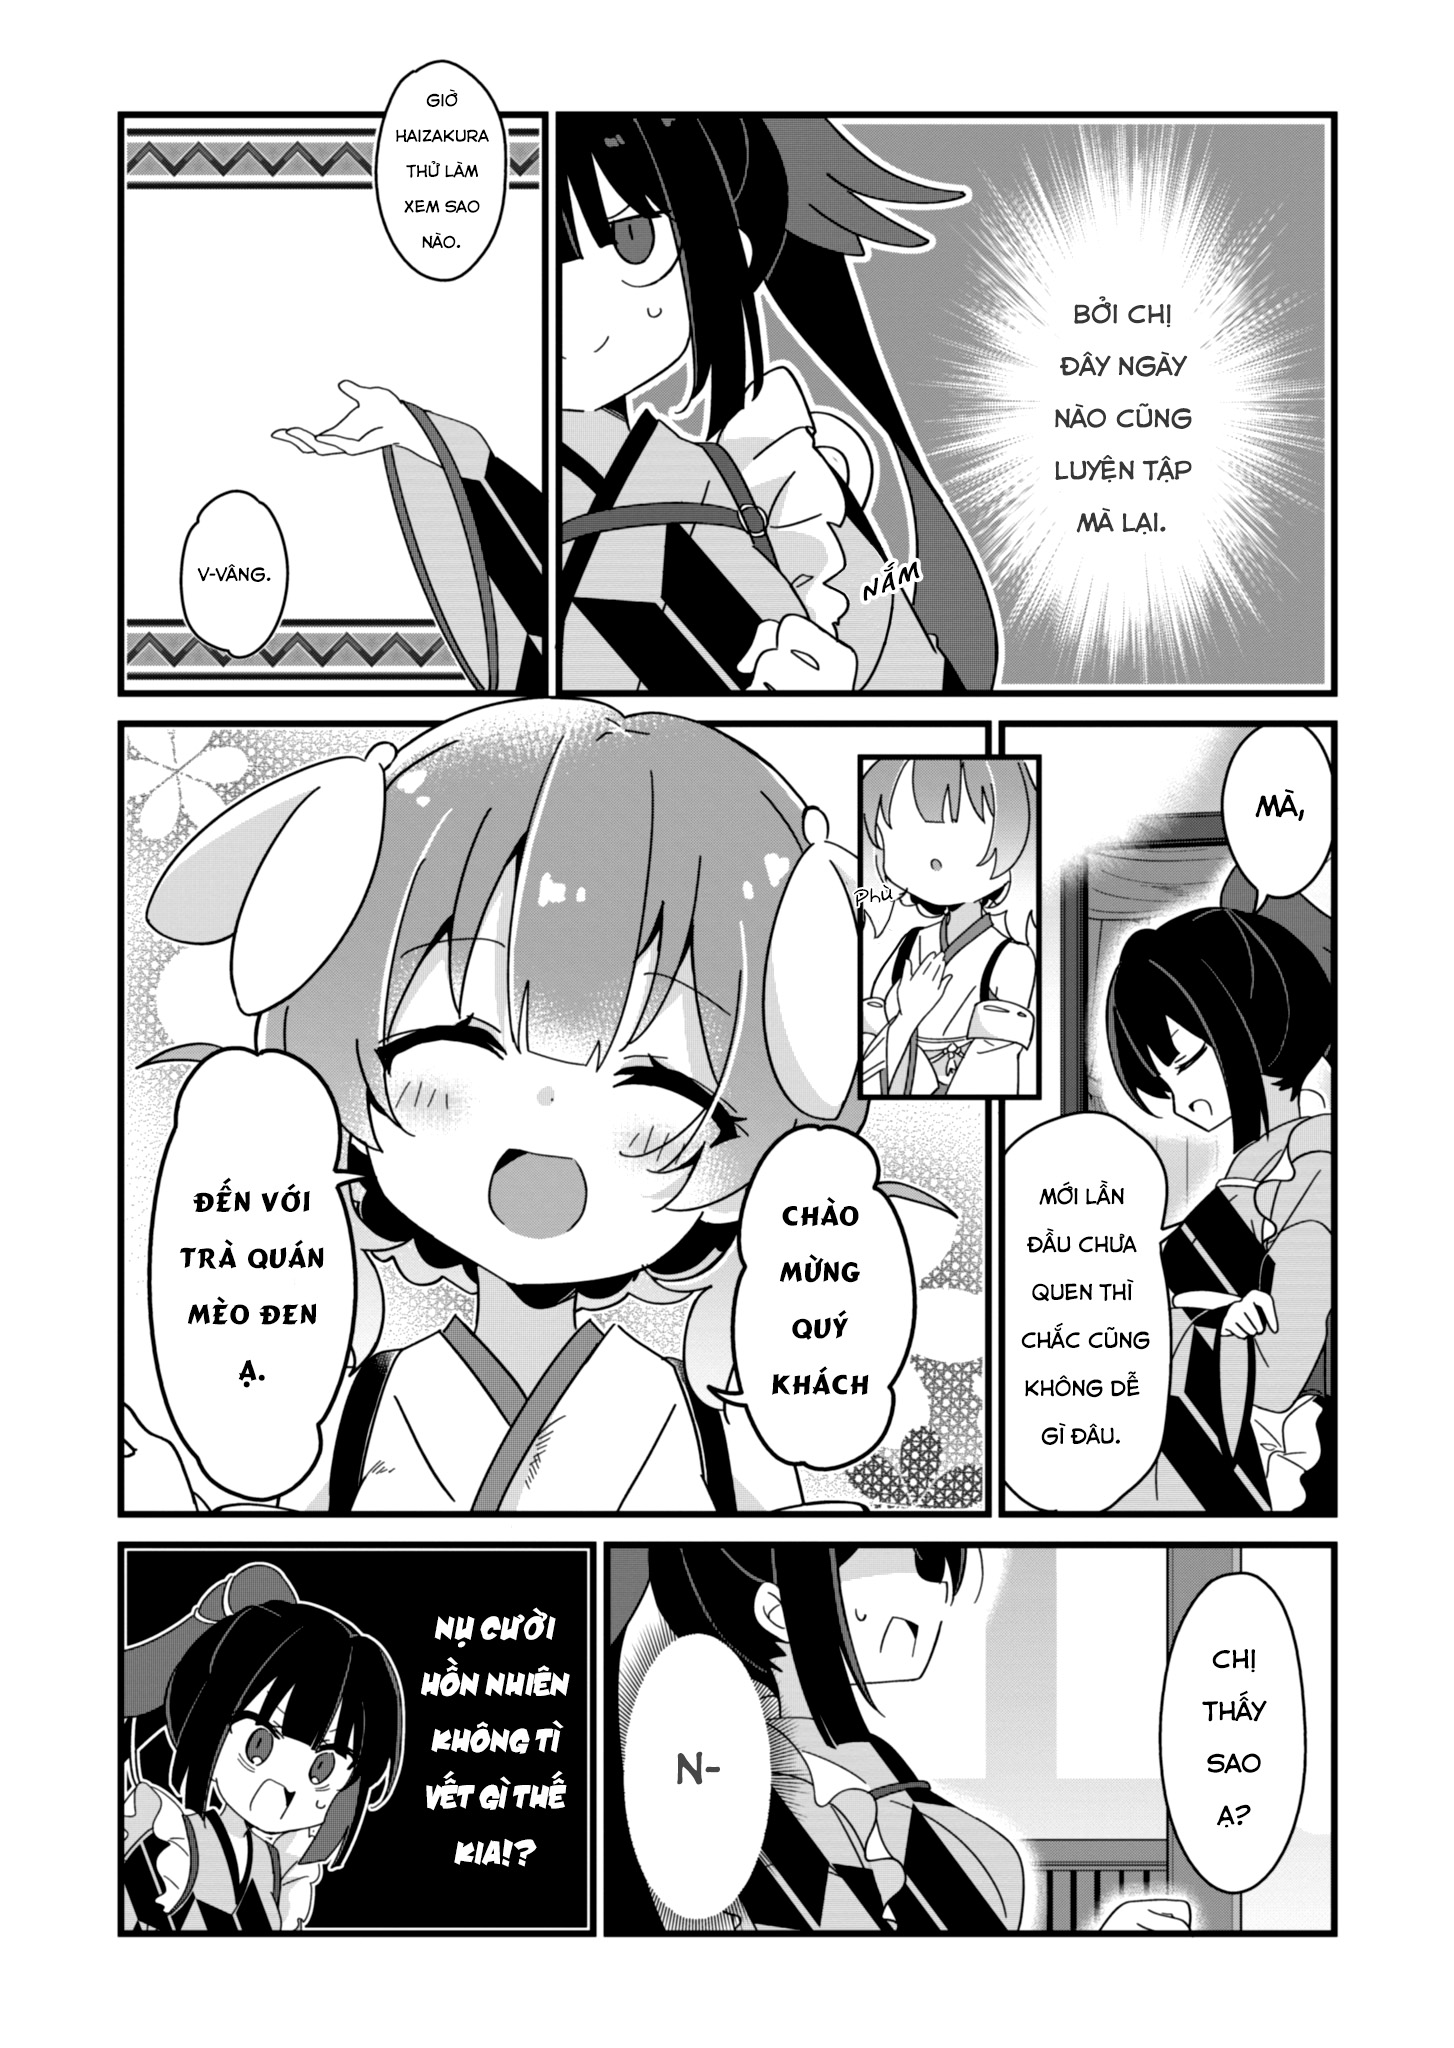 BỞI CHỊ
ĐÂY NGÀY
NÀO CŨNG
LUYỆN TẬP
MÀ LẠI.
NẮM
GIỜ
HAIZAKURA
THỬ LÀM
XEM SAO
NÀO.
V-VÂNG.
MÀ,
MỚI LẦN
ĐẦU CHƯA
QUEN THÌ
CHẮC CŨNG
KHÔNG DỄ
GÌ ĐÂU.
Phù
CHÀO
MỪNG
QUÝ
KHÁCH
ĐẾN VỚI
TRÀ QUÁN
MÈO ĐEN
Ạ.
CHỊ
THẤY
SAO
Ạ?
N-
NỤ CƯỜI
HỒN NHIÊN
KHÔNG TÌ
VẾT GÌ THẾ
KIA!?